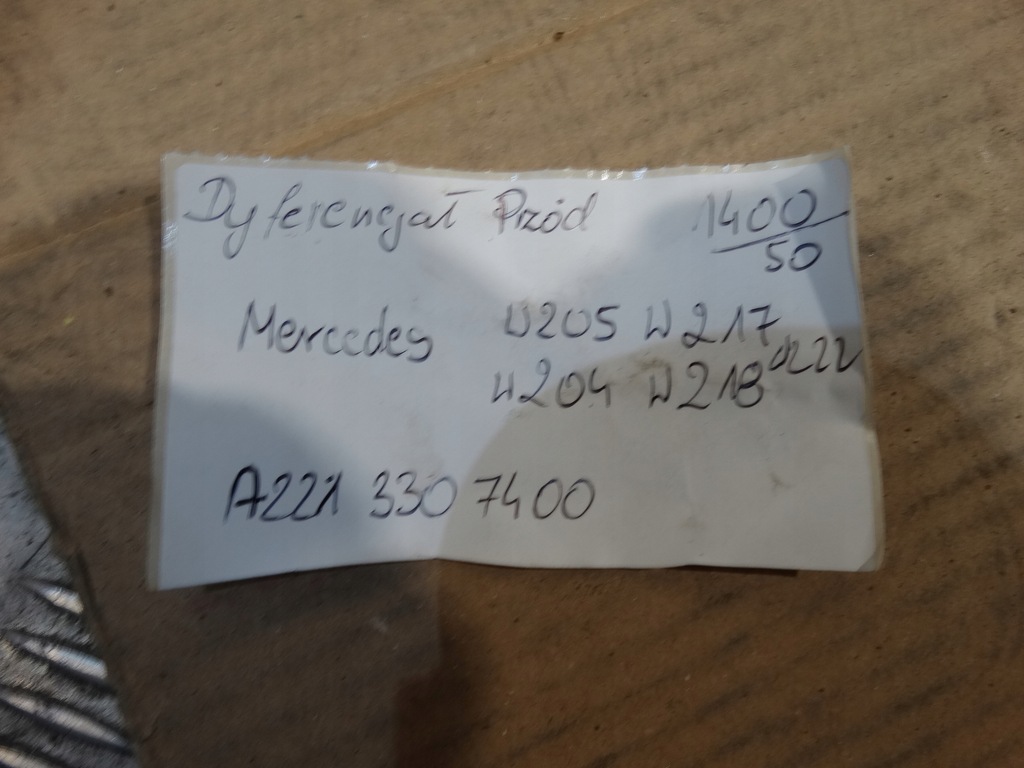 Dyferencjał Przód 1400
50
Mercedes W205 W217
W204 W218 W222
A221 330 7400